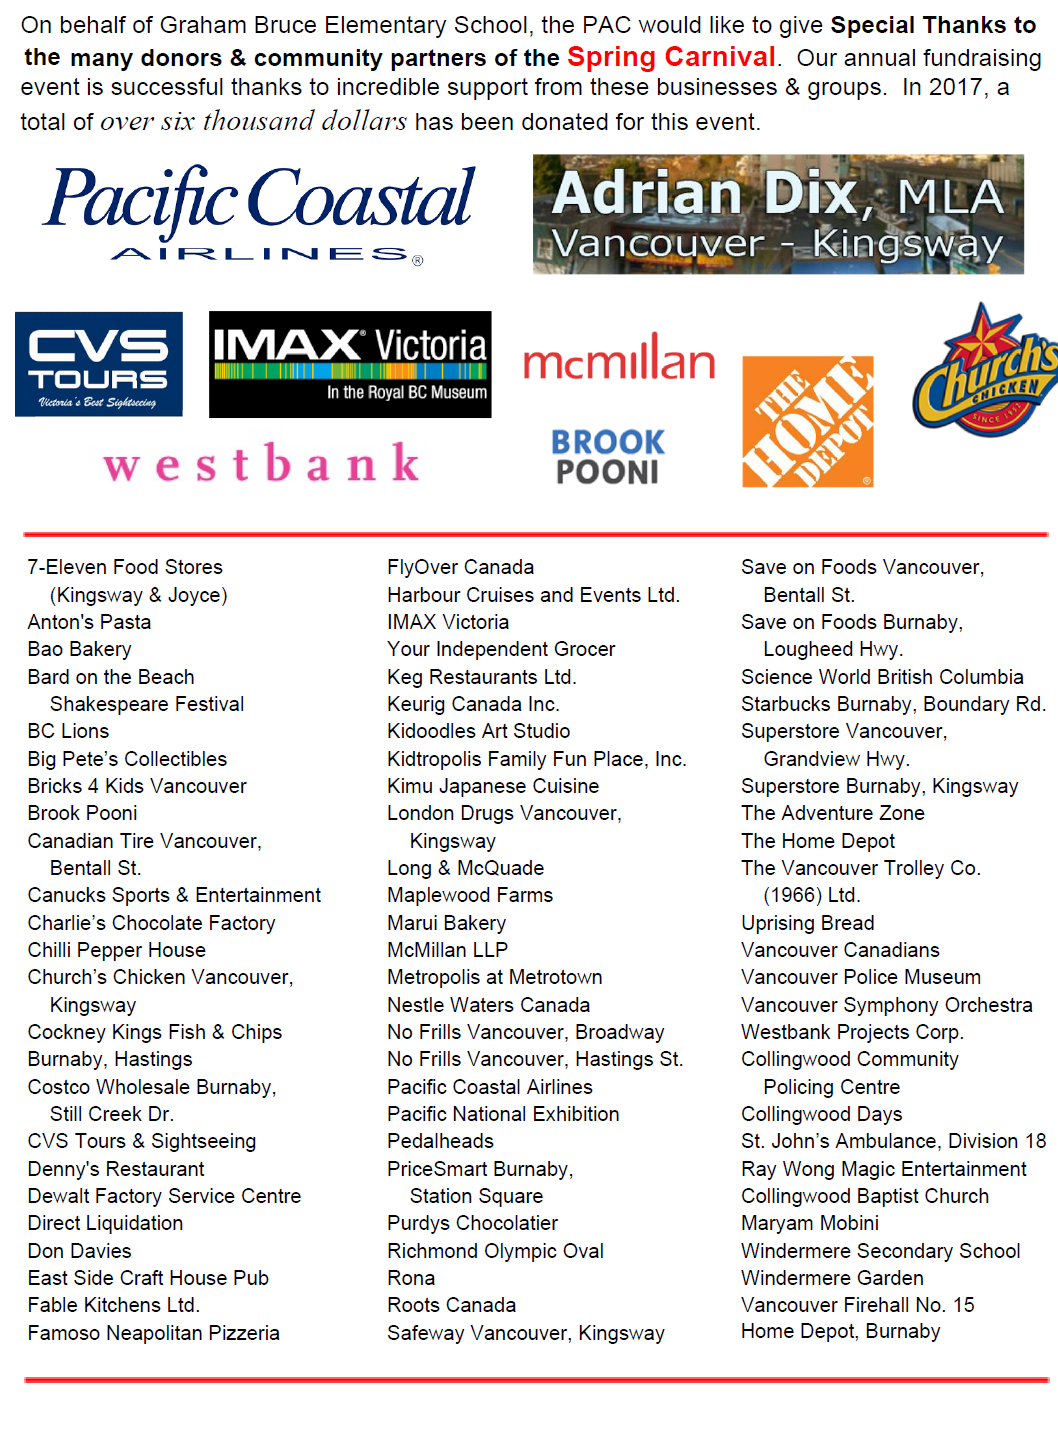 On behalf of Graham Bruce Elementary School, the PAC would like to give Special Thanks to
the many donors & community partners of the Spring Carnival. Our annual fundraising
event is successful thanks to incredible support from these businesses & groups. In 2017, a
total of over six thousand dollars has been donated for this event.
Pacific Coastal
AIRLINES®
Adrian Dix, MLA
Vancouver - Kingsway
CVS
TOURS
Victoria's Best Sightseeing
IMAX® Victoria
In the Royal BC Museum
mcmillan
THE
HOME
DEPOT
®
Church's
CHICKEN
SINCE 1952
westbank
BROOK
POONI
7-Eleven Food Stores
(Kingsway & Joyce)
Anton's Pasta
Bao Bakery
Bard on the Beach
Shakespeare Festival
BC Lions
Big Pete’s Collectibles
Bricks 4 Kids Vancouver
Brook Pooni
Canadian Tire Vancouver,
Bentall St.
Canucks Sports & Entertainment
Charlie’s Chocolate Factory
Chilli Pepper House
Church’s Chicken Vancouver,
Kingsway
Cockney Kings Fish & Chips
Burnaby, Hastings
Costco Wholesale Burnaby,
Still Creek Dr.
CVS Tours & Sightseeing
Denny's Restaurant
Dewalt Factory Service Centre
Direct Liquidation
Don Davies
East Side Craft House Pub
Fable Kitchens Ltd.
Famoso Neapolitan Pizzeria
FlyOver Canada
Harbour Cruises and Events Ltd.
IMAX Victoria
Your Independent Grocer
Keg Restaurants Ltd.
Keurig Canada Inc.
Kidoodles Art Studio
Kidtropolis Family Fun Place, Inc.
Kimu Japanese Cuisine
London Drugs Vancouver,
Kingsway
Long & McQuade
Maplewood Farms
Marui Bakery
McMillan LLP
Metropolis at Metrotown
Nestle Waters Canada
No Frills Vancouver, Broadway
No Frills Vancouver, Hastings St.
Pacific Coastal Airlines
Pacific National Exhibition
Pedalheads
PriceSmart Burnaby,
Station Square
Purdys Chocolatier
Richmond Olympic Oval
Rona
Roots Canada
Safeway Vancouver, Kingsway
Save on Foods Vancouver,
Bentall St.
Save on Foods Burnaby,
Lougheed Hwy.
Science World British Columbia
Starbucks Burnaby, Boundary Rd.
Superstore Vancouver,
Grandview Hwy.
Superstore Burnaby, Kingsway
The Adventure Zone
The Home Depot
The Vancouver Trolley Co.
(1966) Ltd.
Uprising Bread
Vancouver Canadians
Vancouver Police Museum
Vancouver Symphony Orchestra
Westbank Projects Corp.
Collingwood Community
Policing Centre
Collingwood Days
St. John’s Ambulance, Division 18
Ray Wong Magic Entertainment
Collingwood Baptist Church
Maryam Mobini
Windermere Secondary School
Windermere Garden
Vancouver Firehall No. 15
Home Depot, Burnaby